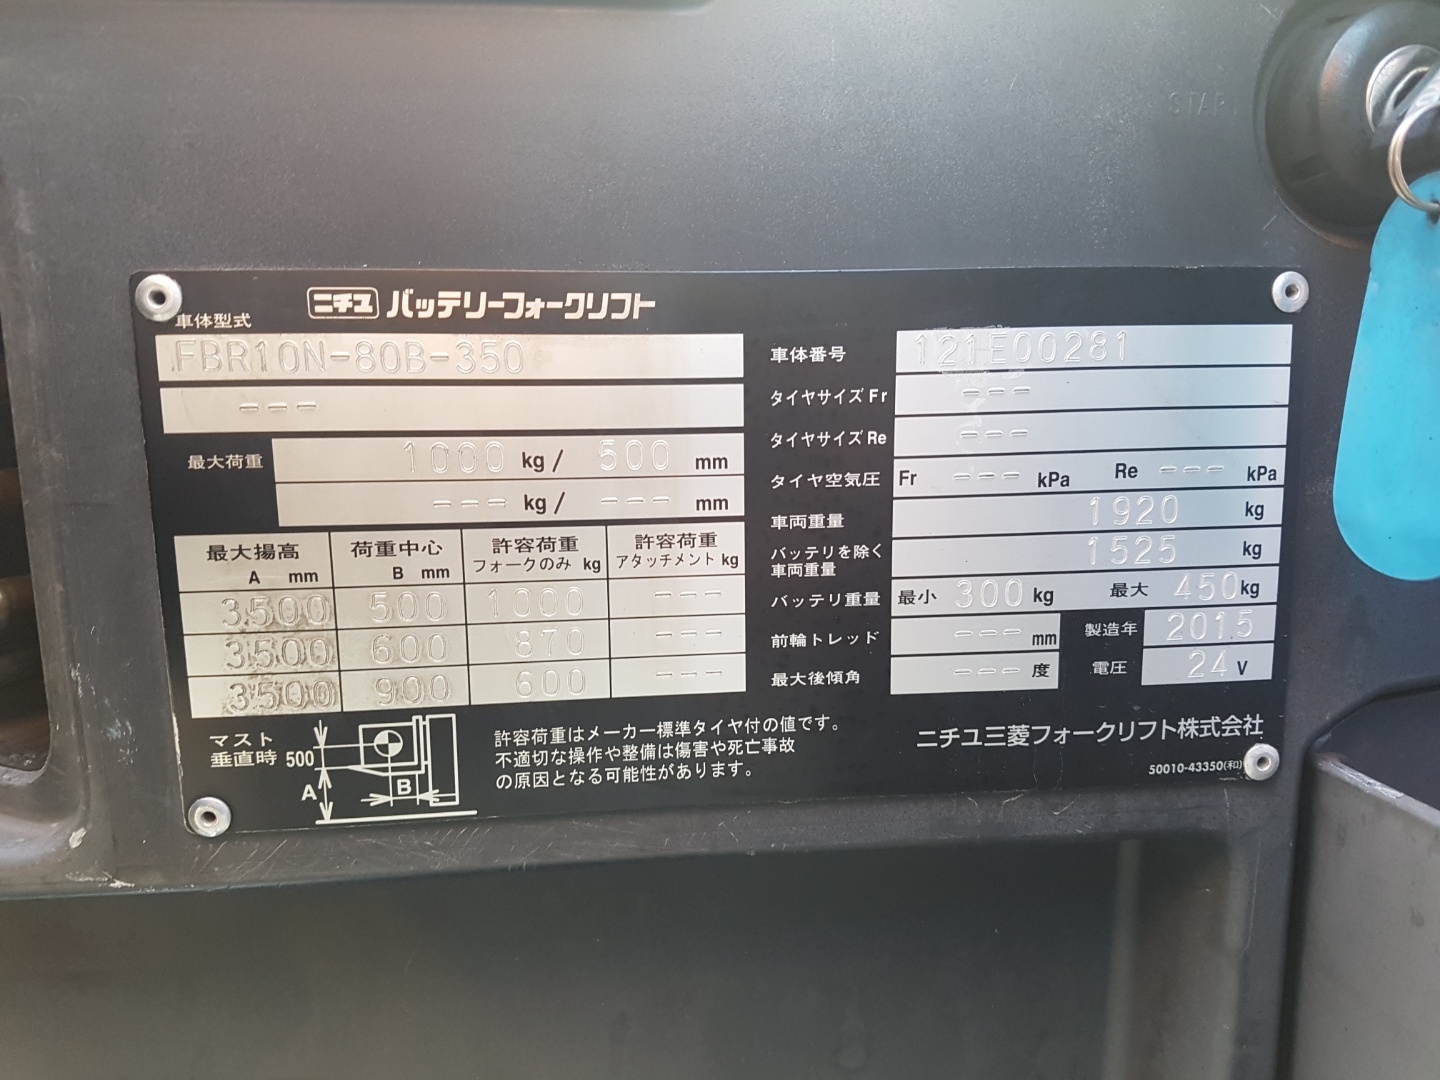 START
ニチユ バッテリーフォークリフト
車体型式
FBR10N-80B-350
---
最大荷重 1000 kg / 500 mm
--- kg / --- mm
最大揚高 A mm 荷重中心 B mm 許容荷重 フォークのみ kg 許容荷重 アタッチメント kg
3500 500 1000 ---
3500 600 870 ---
3500 900 600 ---
マスト
垂直時 500
A
B
許容荷重はメーカー標準タイヤ付の値です。
不適切な操作や整備は傷害や死亡事故
の原因となる可能性があります。
車体番号 121E00281
タイヤサイズ Fr ---
タイヤサイズ Re ---
タイヤ空気圧 Fr --- kPa Re --- kPa
車両重量 1920 kg
バッテリを除く
車両重量 1525 kg
バッテリ重量 最小 300 kg 最大 450 kg
前輪トレッド --- mm 製造年 2015
最大後傾角 --- 度 電圧 24 V
ニチユ三菱フォークリフト株式会社
50010-43350(和)